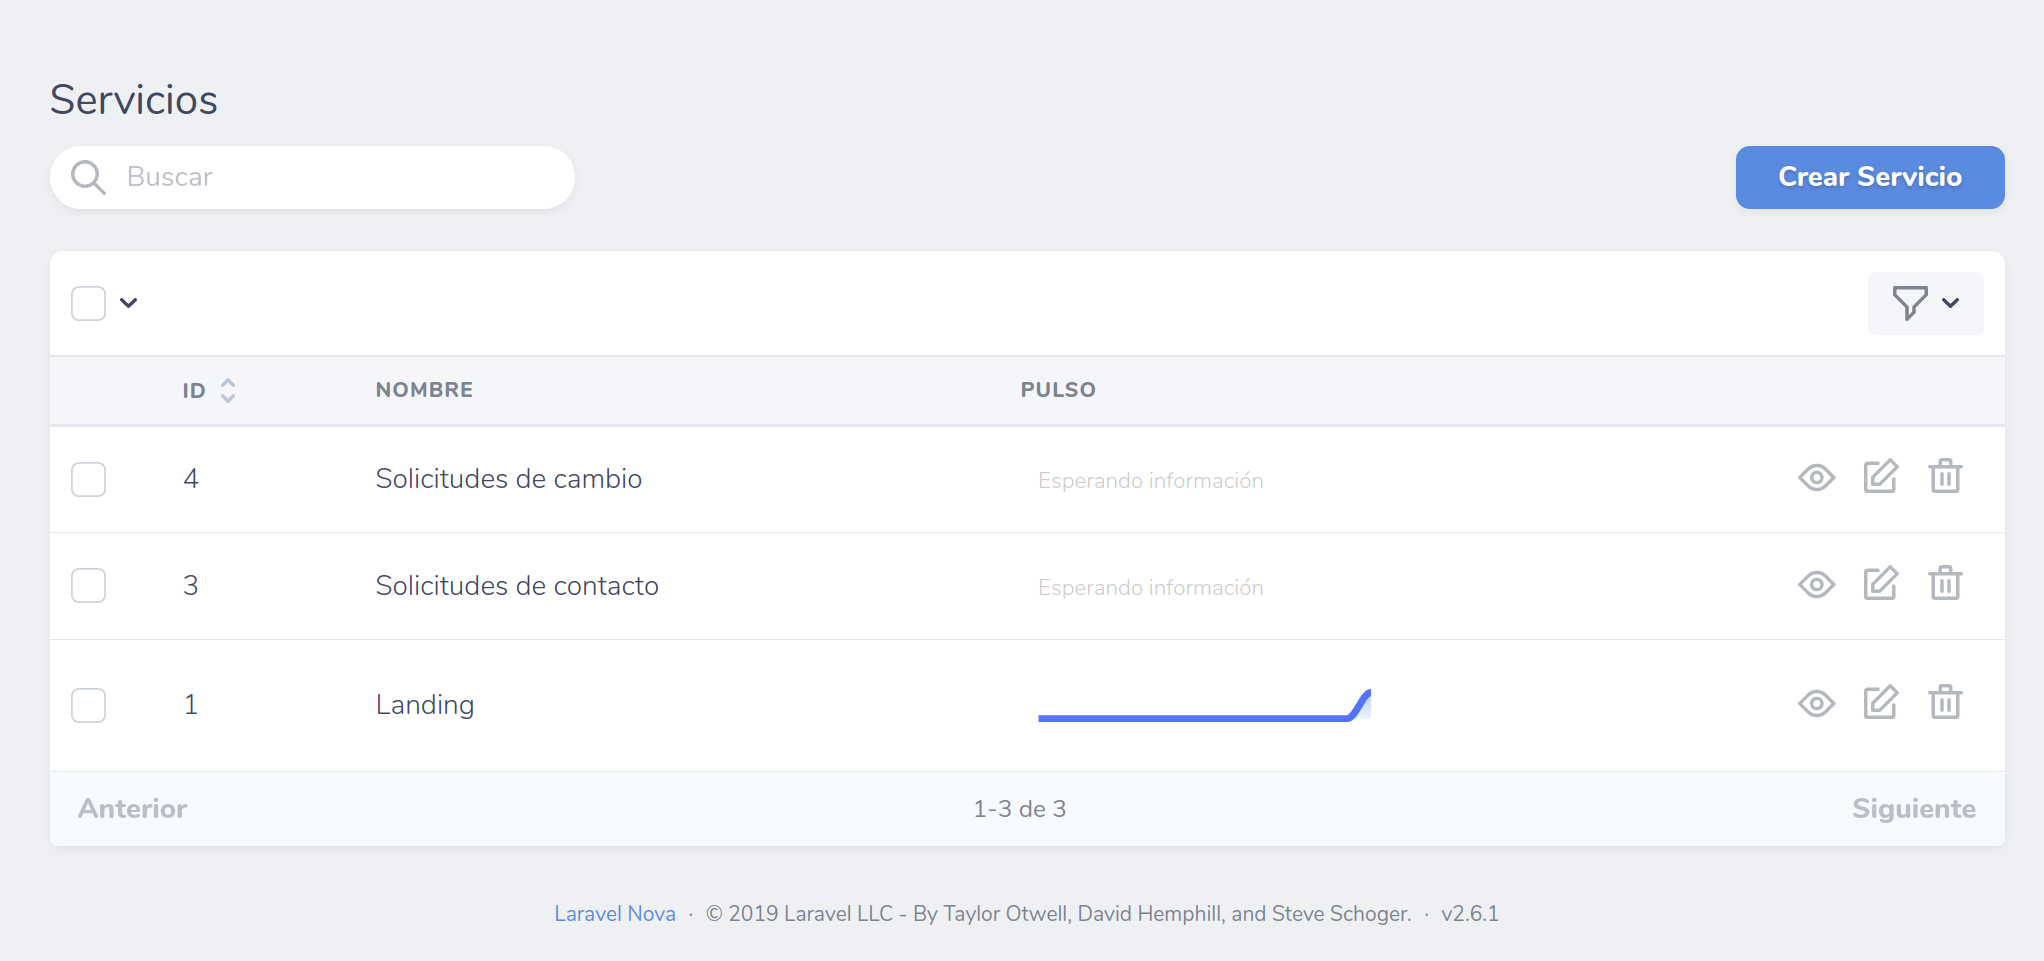 Servicios
Buscar
Crear Servicio
ID NOMBRE PULSO
4 Solicitudes de cambio Esperando información
3 Solicitudes de contacto Esperando información
1 Landing
Anterior 1-3 de 3 Siguiente
Laravel Nova · © 2019 Laravel LLC - By Taylor Otwell, David Hemphill, and Steve Schoger. · v2.6.1